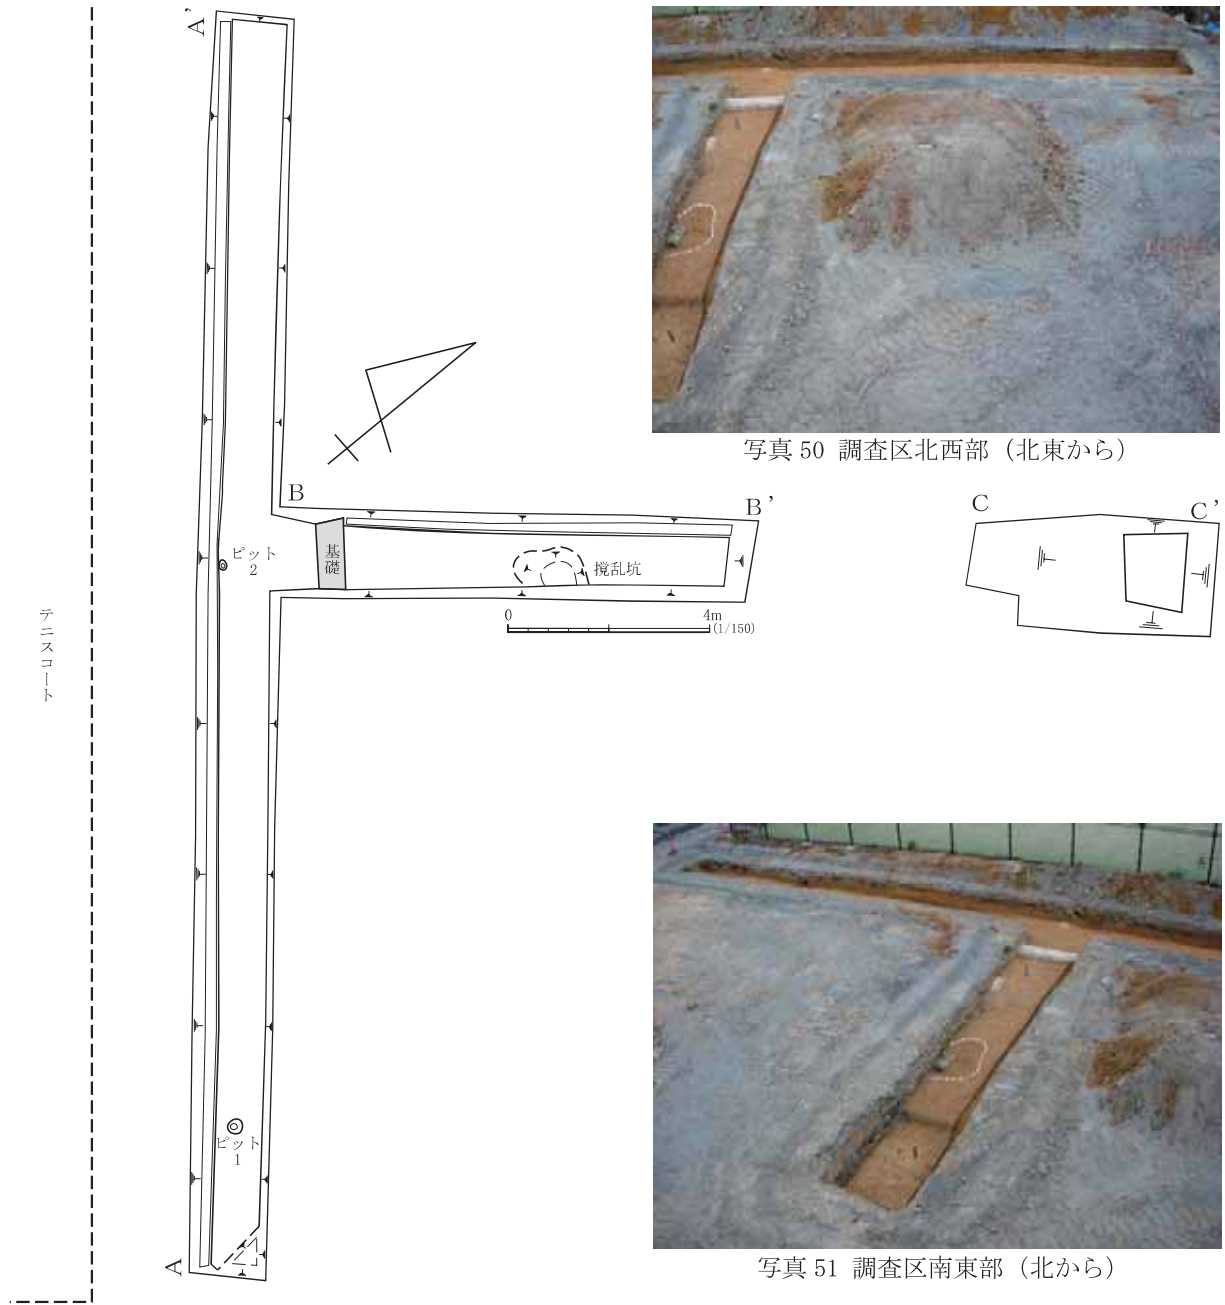 A'
写真 50 調査区北西部（北東から）
B
B'
C
C'
ピット
2
基礎
撹乱坑
0 4m
(1/150)
テニスコート
ピット
1
A
写真 51 調査区南東部（北から）